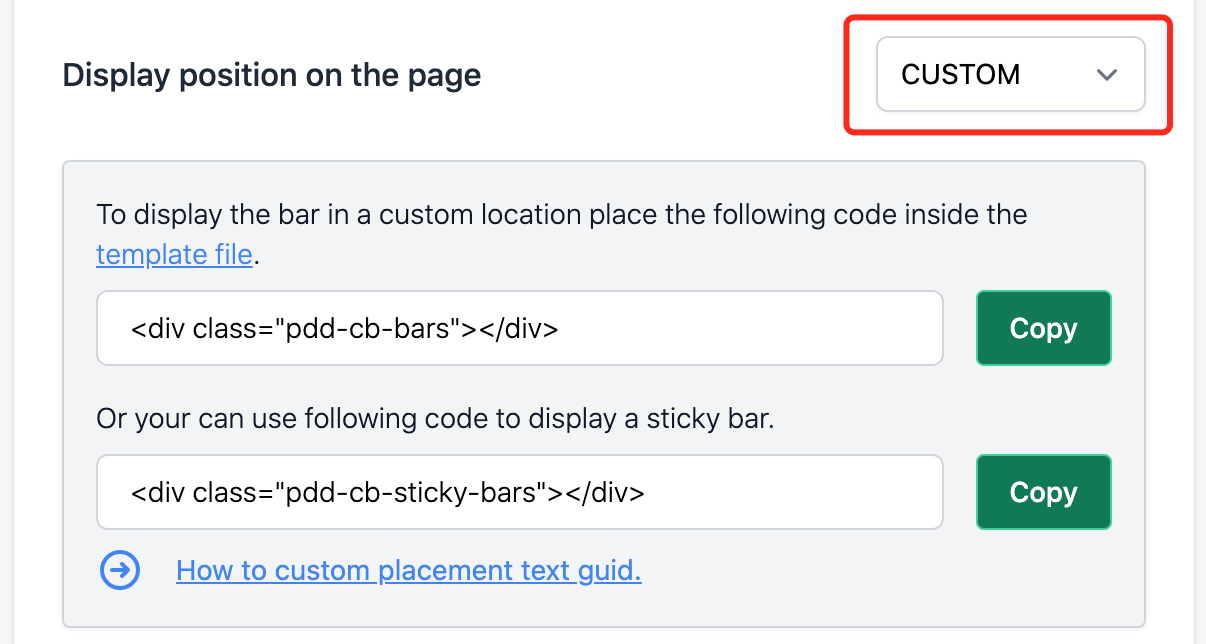 Display position on the page
CUSTOM
To display the bar in a custom location place the following code inside the
template file.
<div class="pdd-cb-bars"></div>
Copy
Or your can use following code to display a sticky bar.
<div class="pdd-cb-sticky-bars"></div>
Copy
How to custom placement text guid.